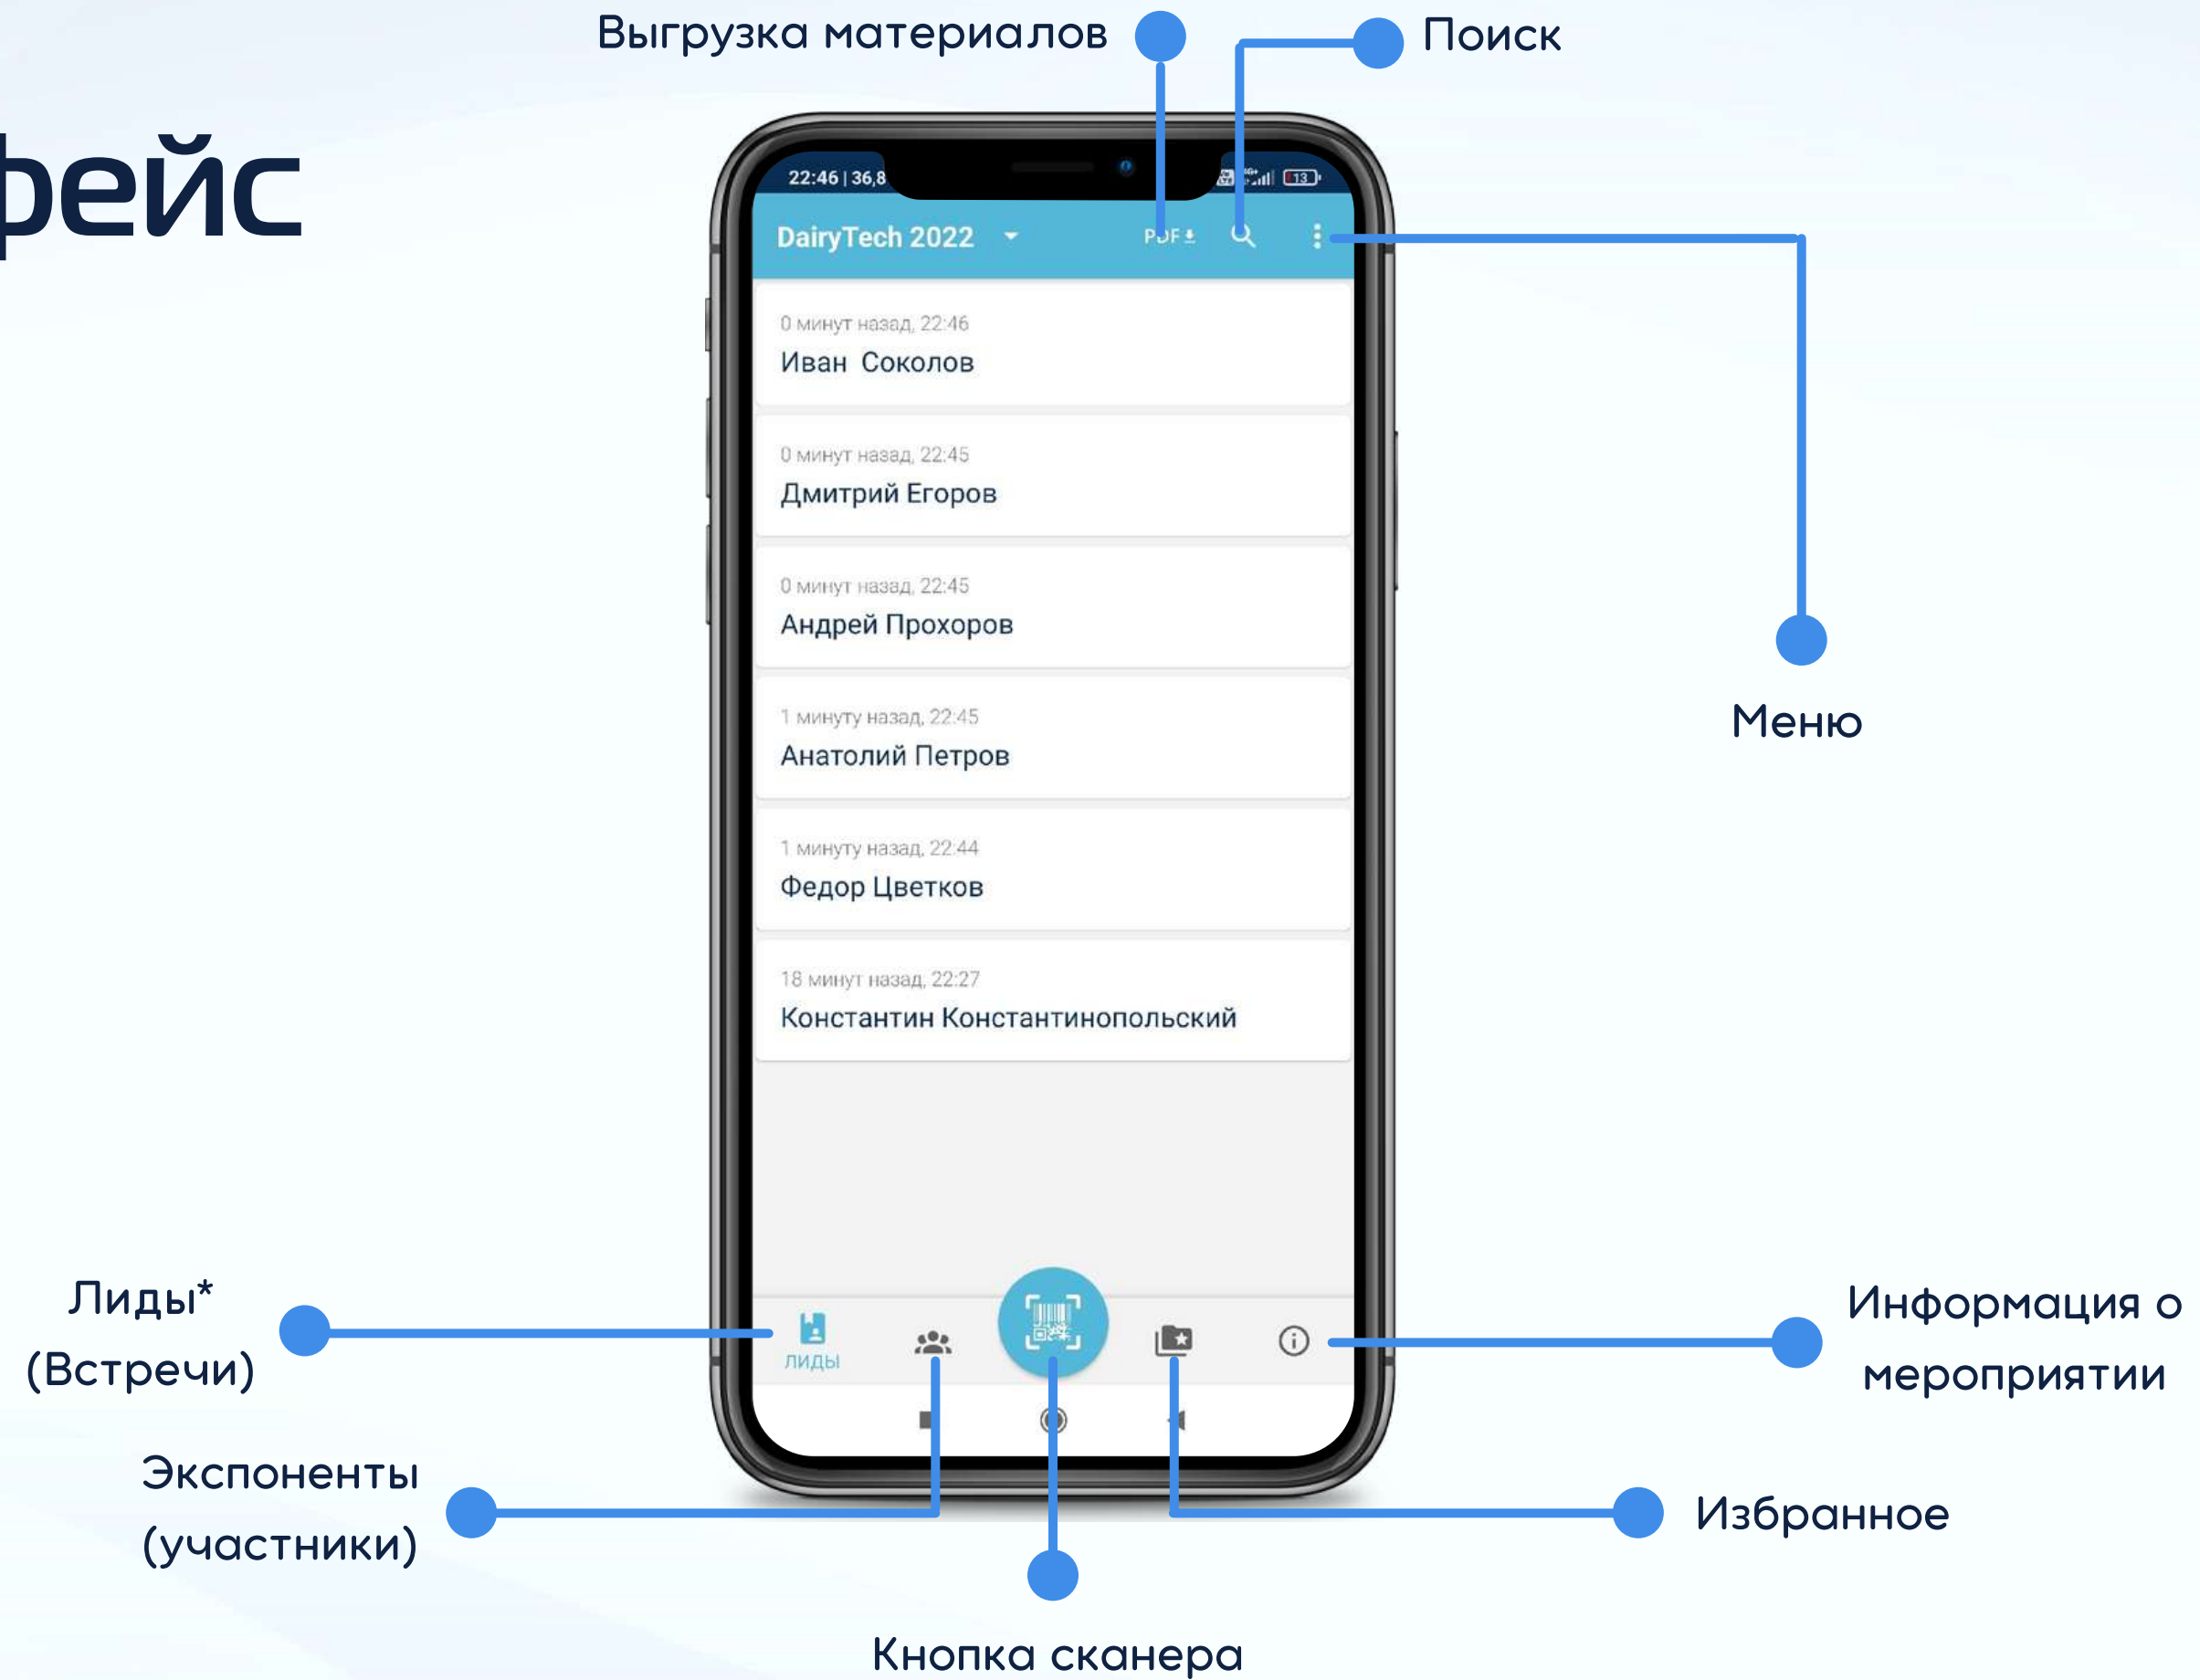 Выгрузка материалов
Поиск
фейс
22:46 | 36,8
4G+
13
DairyTech 2022
PDF
0 минут назад, 22:46
Иван Соколов
0 минут назад, 22:45
Дмитрий Егоров
0 минут назад, 22:45
Андрей Прохоров
1 минуту назад, 22:45
Анатолий Петров
Меню
1 минуту назад, 22:44
Федор Цветков
18 минут назад, 22:27
Константин Константинопольский
Лиды*
(Встречи)
ЛИДЫ
Информация о
мероприятии
Экспоненты
(участники)
Избранное
Кнопка сканера